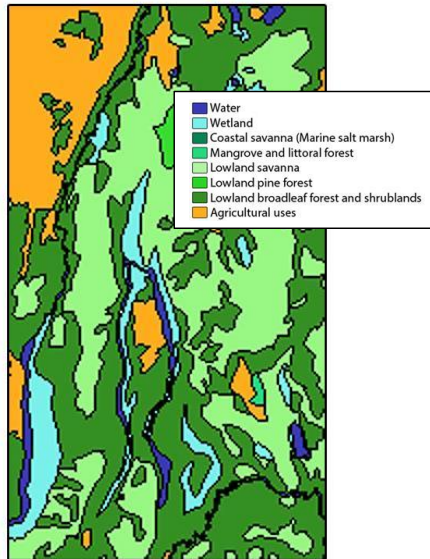 Water
Wetland
Coastal savanna (Marine salt marsh)
Mangrove and littoral forest
Lowland savanna
Lowland pine forest
Lowland broadleaf forest and shrublands
Agricultural uses